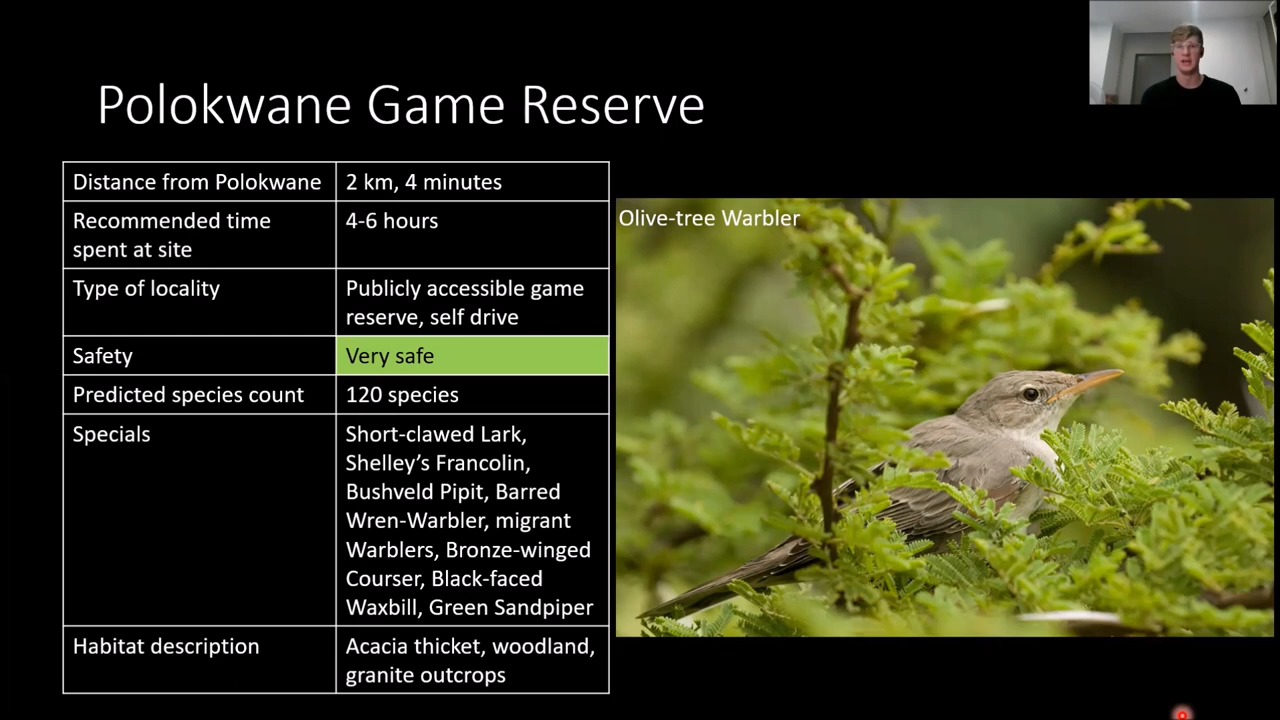 Polokwane Game Reserve
Distance from Polokwane
2 km, 4 minutes
Recommended time
spent at site
4-6 hours
Type of locality
Publicly accessible game
reserve, self drive
Safety
Very safe
Predicted species count
120 species
Specials
Short-clawed Lark,
Shelley’s Francolin,
Bushveld Pipit, Barred
Wren-Warbler, migrant
Warblers, Bronze-winged
Courser, Black-faced
Waxbill, Green Sandpiper
Habitat description
Acacia thicket, woodland,
granite outcrops
Olive-tree Warbler